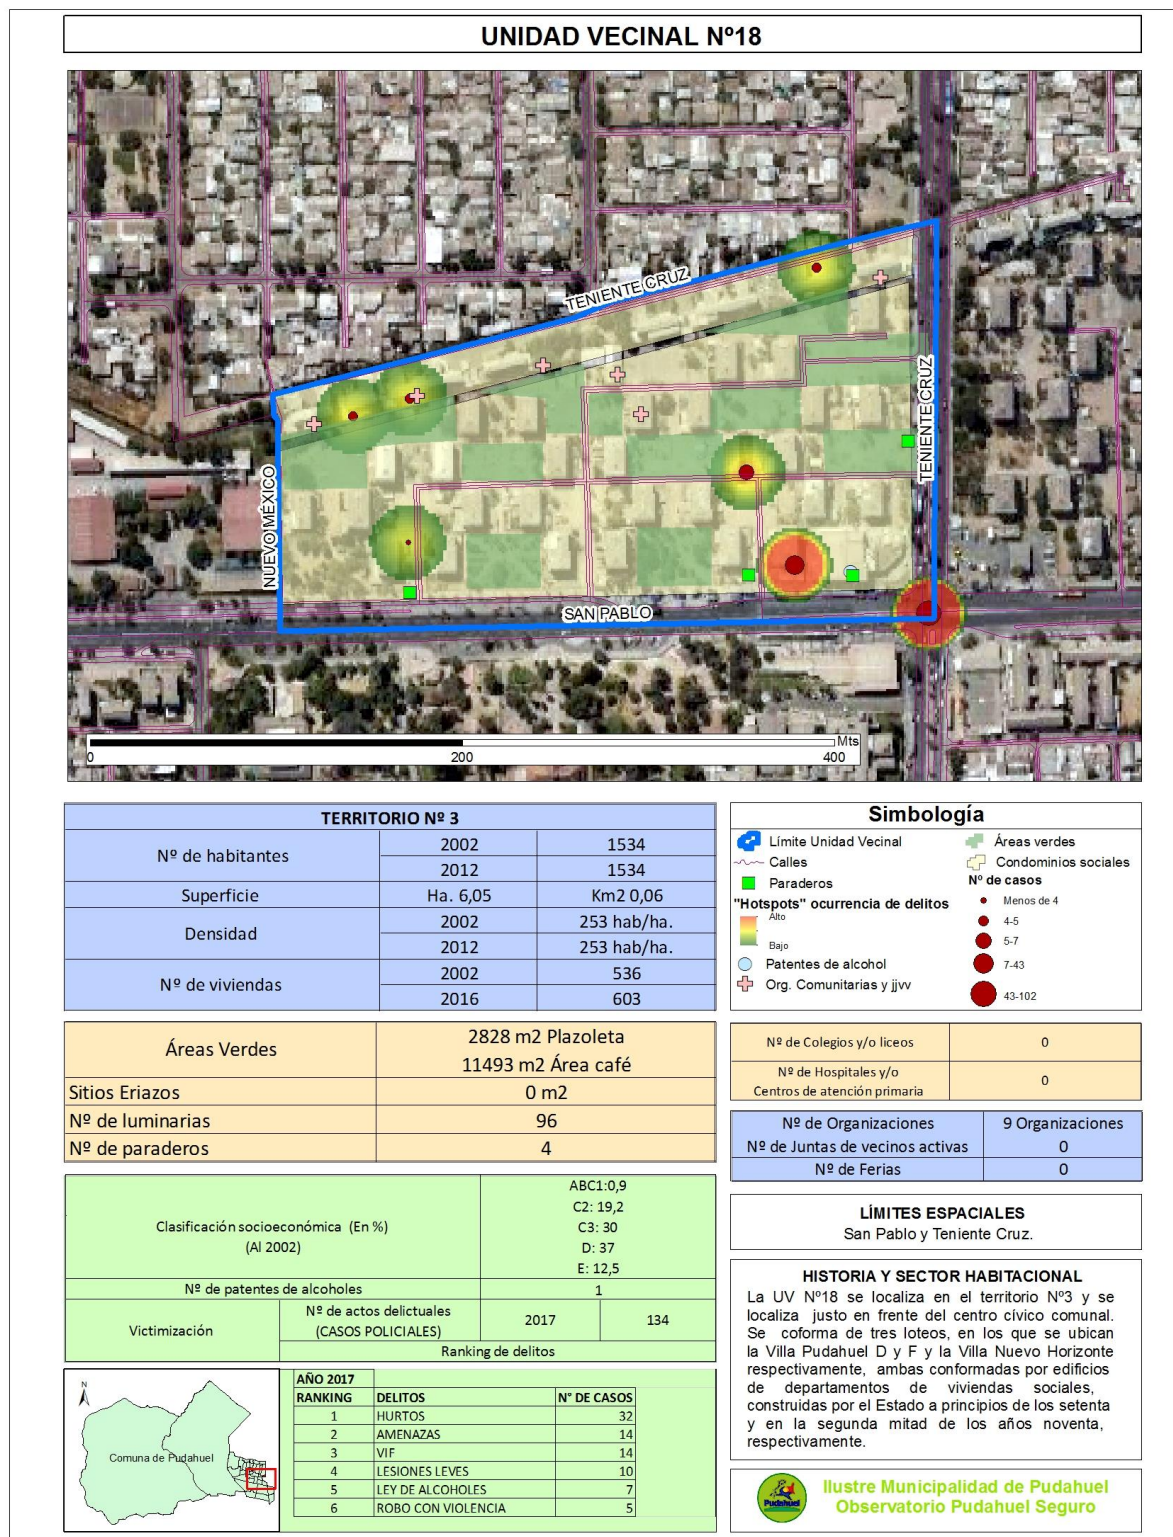 UNIDAD VECINAL Nº18
TENIENTE CRUZ
TENIENTE CRUZ
NUEVO MÉXICO
SAN PABLO
0 200 400 Mts
TERRITORIO Nº 3
Nº de habitantes 2002 1534
2012 1534
Superficie Ha. 6,05 Km2 0,06
Densidad 2002 253 hab/ha.
2012 253 hab/ha.
Nº de viviendas 2002 536
2016 603
Simbología
Límite Unidad Vecinal
Calles
Paraderos
"Hotspots" ocurrencia de delitos
Alto
Bajo
Patentes de alcohol
Org. Comunitarias y jjvv
Áreas verdes
Condominios sociales
Nº de casos
Menos de 4
4-5
5-7
7-43
43-102
Áreas Verdes 2828 m2 Plazoleta
11493 m2 Área café
Sitios Eriazos 0 m2
Nº de luminarias 96
Nº de paraderos 4
Nº de Colegios y/o liceos 0
Nº de Hospitales y/o
Centros de atención primaria 0
Nº de Organizaciones 9 Organizaciones
Nº de Juntas de vecinos activas 0
Nº de Ferias 0
Clasificación socioeconómica (En %)
(Al 2002)
ABC1:0,9
C2: 19,2
C3: 30
D: 37
E: 12,5
Nº de patentes de alcoholes 1
Victimización Nº de actos delictuales
(CASOS POLICIALES) 2017 134
Ranking de delitos
LÍMITES ESPACIALES
San Pablo y Teniente Cruz.
HISTORIA Y SECTOR HABITACIONAL
La UV Nº18 se localiza en el territorio Nº3 y se
localiza justo en frente del centro cívico comunal.
Se coforma de tres loteos, en los que se ubican
la Villa Pudahuel D y F y la Villa Nuevo Horizonte
respectivamente, ambas conformadas por edificios
de departamentos de viviendas sociales,
construidas por el Estado a principios de los setenta
y en la segunda mitad de los años noventa,
respectivamente.
N
Comuna de Pudahuel
AÑO 2017
RANKING DELITOS N° DE CASOS
1 HURTOS 32
2 AMENAZAS 14
3 VIF 14
4 LESIONES LEVES 10
5 LEY DE ALCOHOLES 7
6 ROBO CON VIOLENCIA 5
Pudahuel
Ilustre Municipalidad de Pudahuel
Observatorio Pudahuel Seguro